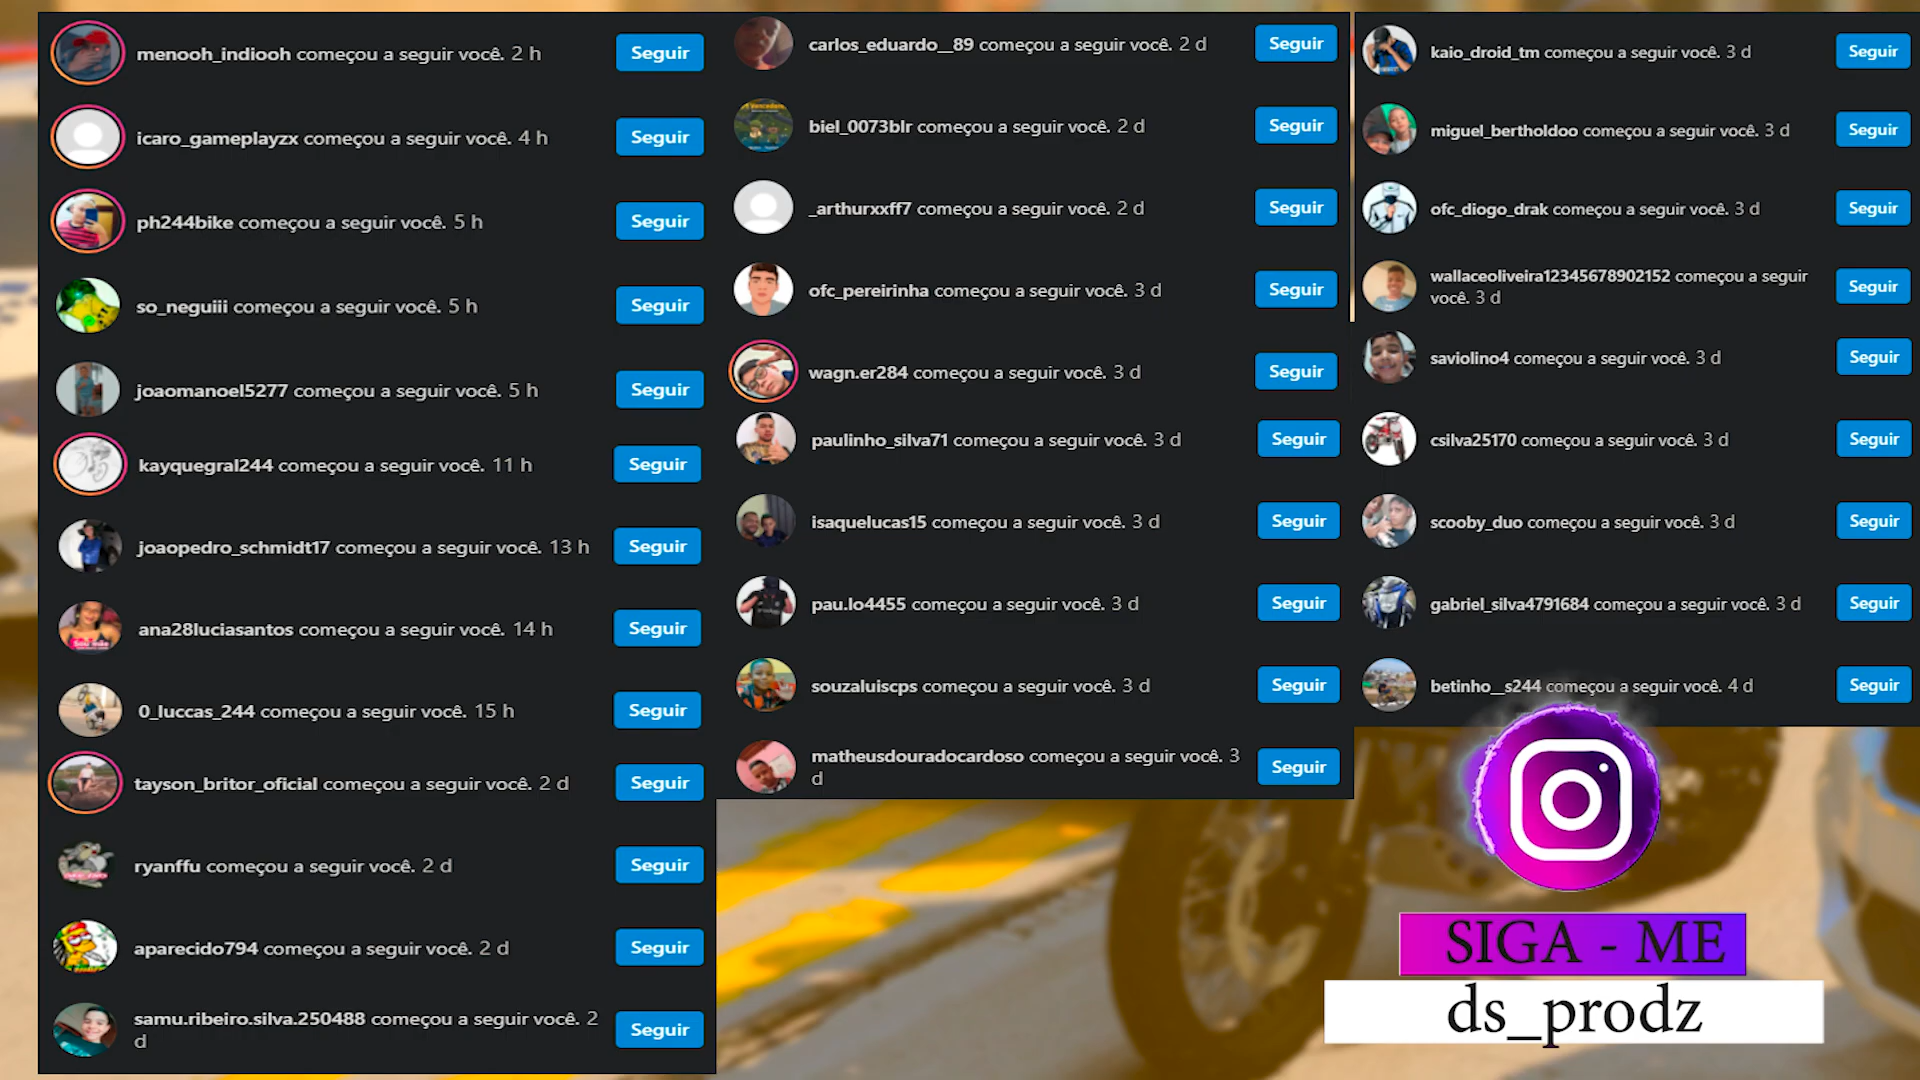 menooh_indiooh começou a seguir você. 2 h
Seguir
icaro_gameplayzx começou a seguir você. 4 h
Seguir
ph244bike começou a seguir você. 5 h
Seguir
so_neguiii começou a seguir você. 5 h
Seguir
joaomanoel5277 começou a seguir você. 5 h
Seguir
kayquegral244 começou a seguir você. 11 h
Seguir
joaopedro_schmidt17 começou a seguir você. 13 h
Seguir
ana28luciasantos começou a seguir você. 14 h
Seguir
0_luccas_244 começou a seguir você. 15 h
Seguir
tayson_britor_oficial começou a seguir você. 2 d
Seguir
ryanffu começou a seguir você. 2 d
Seguir
aparecido794 começou a seguir você. 2 d
Seguir
samu.ribeiro.silva.250488 começou a seguir você. 2
d
Seguir
carlos_eduardo__89 começou a seguir você. 2 d
Seguir
biel_0073blr começou a seguir você. 2 d
Seguir
_arthurxxff7 começou a seguir você. 2 d
Seguir
ofc_pereirinha começou a seguir você. 3 d
Seguir
wagn.er284 começou a seguir você. 3 d
Seguir
paulinho_silva71 começou a seguir você. 3 d
Seguir
isaquelucas15 começou a seguir você. 3 d
Seguir
pau.lo4455 começou a seguir você. 3 d
Seguir
souzaluiscps começou a seguir você. 3 d
Seguir
matheusdouradocardoso começou a seguir você. 3
d
Seguir
kaio_droid_tm começou a seguir você. 3 d
Seguir
miguel_bertholdoo começou a seguir você. 3 d
Seguir
ofc_diogo_drak começou a seguir você. 3 d
Seguir
wallaceoliveira12345678902152 começou a seguir
você. 3 d
Seguir
saviolino4 começou a seguir você. 3 d
Seguir
csilva25170 começou a seguir você. 3 d
Seguir
scooby_duo começou a seguir você. 3 d
Seguir
gabriel_silva4791684 começou a seguir você. 3 d
Seguir
betinho__s244 começou a seguir você. 4 d
Seguir
SIGA - ME
ds_prodz